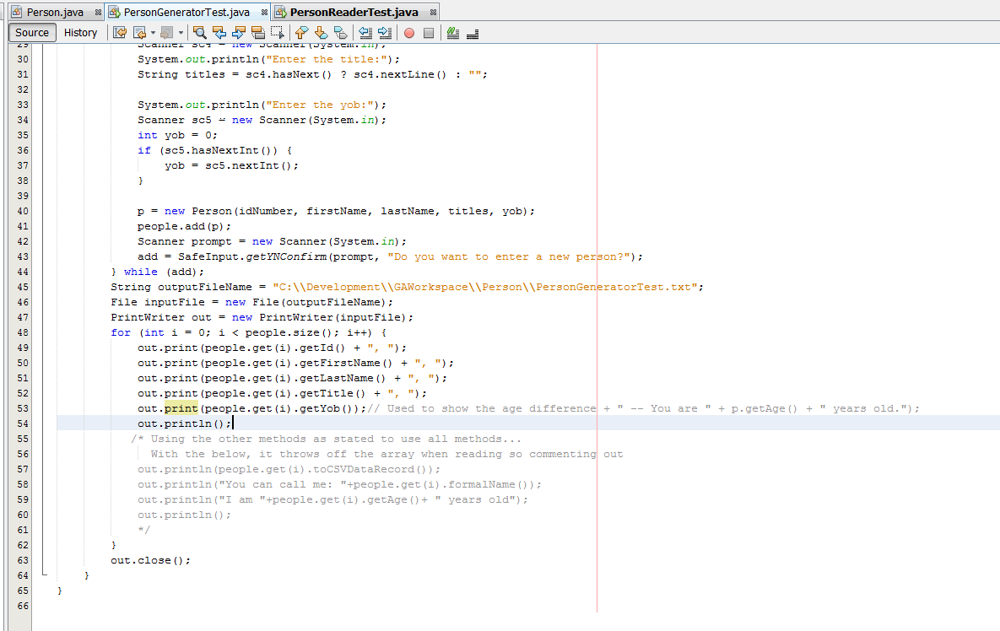 Person.java PersonGeneratorTest.java PersonReaderTest.java
Source History
29 Scanner sc4 = new Scanner(System.in);
30 System.out.println("Enter the title:");
31 String titles = sc4.hasNext() ? sc4.nextLine() : "";
32
33 System.out.println("Enter the yob:");
34 Scanner sc5 = new Scanner(System.in);
35 int yob = 0;
36 if (sc5.hasNextInt()) {
37 yob = sc5.nextInt();
38 }
39
40 p = new Person(idNumber, firstName, lastName, titles, yob);
41 people.add(p);
42 Scanner prompt = new Scanner(System.in);
43 add = SafeInput.getYNConfirm(prompt, "Do you want to enter a new person?");
44 } while (add);
45 String outputFileName = "C:\\Development\\GAWorkspace\\Person\\PersonGeneratorTest.txt";
46 File inputFile = new File(outputFileName);
47 PrintWriter out = new PrintWriter(inputFile);
48 for (int i = 0; i < people.size(); i++) {
49 out.print(people.get(i).getId() + ", ");
50 out.print(people.get(i).getFirstName() + ", ");
51 out.print(people.get(i).getLastName() + ", ");
52 out.print(people.get(i).getTitle() + ", ");
53 out.print(people.get(i).getYob());// Used to show the age difference + " -- You are " + p.getAge() + " years old.");
54 out.println();
55 /* Using the other methods as stated to use all methods...
56 With the below, it throws off the array when reading so commenting out
57 out.println(people.get(i).toCSVDataRecord());
58 out.println("You can call me: "+people.get(i).formalName());
59 out.println("I am "+people.get(i).getAge()+ " years old");
60 out.println();
61 */
62 }
63 out.close();
64 }
65 }
66